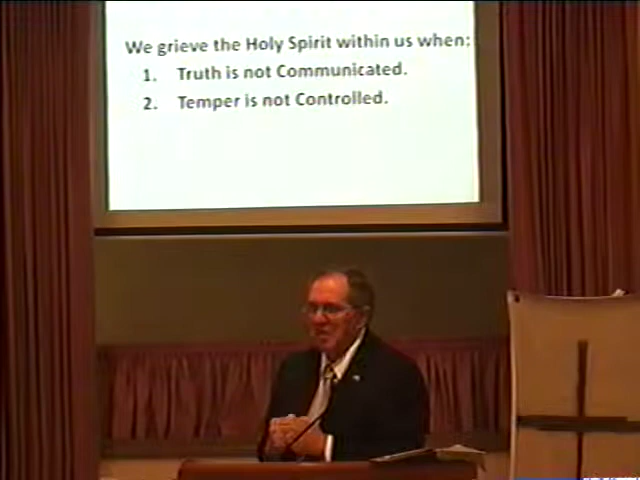 We grieve the Holy Spirit within us when:
1. Truth is not Communicated.
2. Temper is not Controlled.